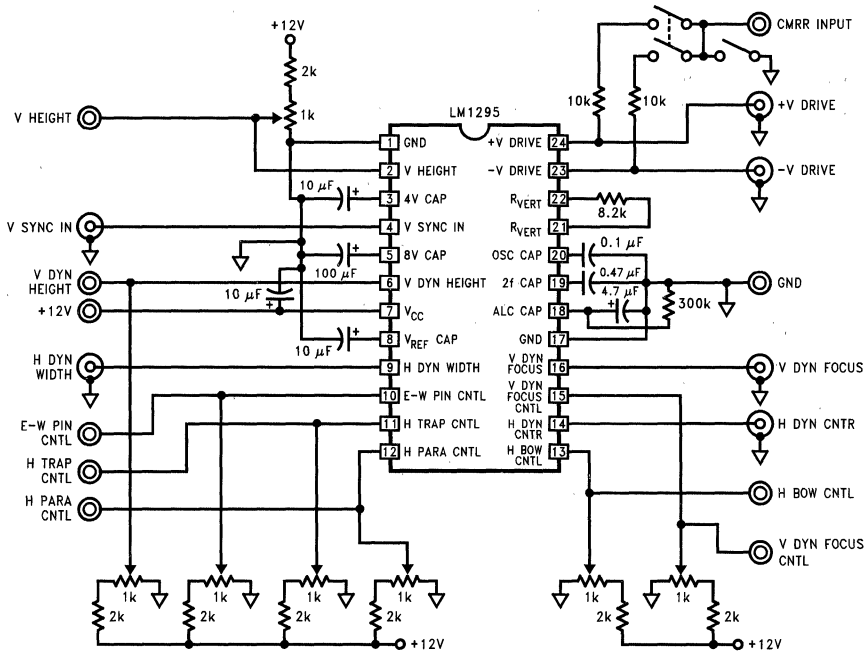 +12V
2k
1k
V HEIGHT
V SYNC IN
V DYN
HEIGHT
+12V
H DYN
WIDTH
E-W PIN
CNTL
H TRAP
CNTL
H PARA
CNTL
10 μF
100 μF
10 μF
10 μF
LM1295
1 GND
2 V HEIGHT
3 4V CAP
4 V SYNC IN
5 8V CAP
6 V DYN HEIGHT
7 VCC
8 VREF CAP
9 H DYN WIDTH
10 E-W PIN CNTL
11 H TRAP CNTL
12 H PARA CNTL
+V DRIVE 24
-V DRIVE 23
RVERT 22
RVERT 21
OSC CAP 20
2f CAP 19
ALC CAP 18
GND 17
V DYN
FOCUS 16
V DYN
FOCUS
CNTL 15
H DYN
CNTR 14
H BOW
CNTL 13
10k
10k
8.2k
0.1 μF
0.47 μF
4.7 μF
300k
CMRR INPUT
+V DRIVE
-V DRIVE
GND
V DYN FOCUS
H DYN CNTR
H BOW CNTL
V DYN FOCUS
CNTL
1k
1k
1k
1k
1k
1k
2k
2k
2k
2k
2k
2k
+12V
+12V